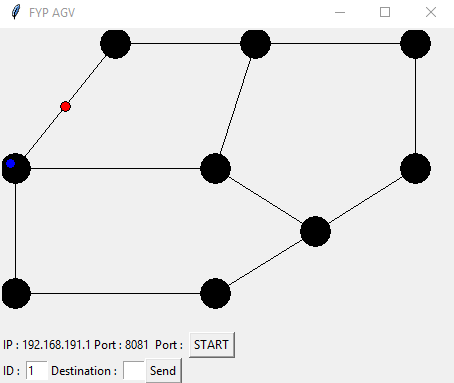 FYP AGV
IP : 192.168.191.1 Port : 8081 Port : START
ID : 1 Destination : Send